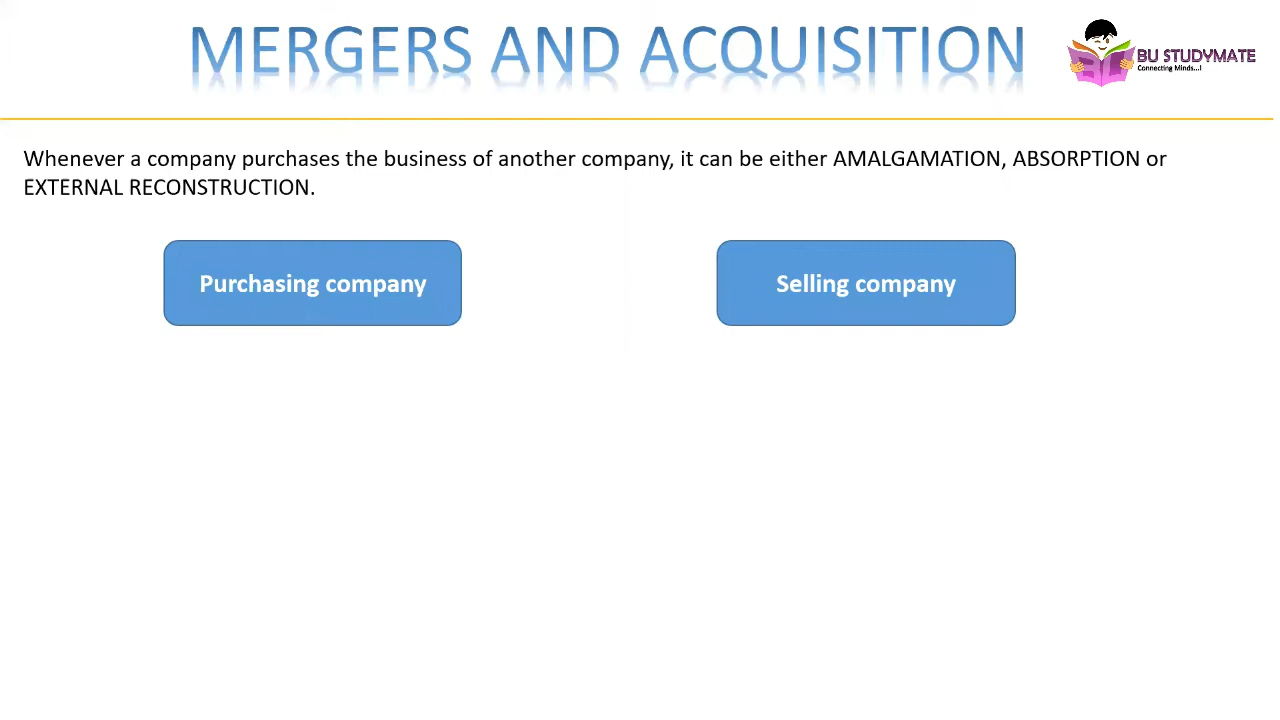 MERGERS AND ACQUISITION
BU STUDYMATE
Connecting Minds...!
Whenever a company purchases the business of another company, it can be either AMALGAMATION, ABSORPTION or
EXTERNAL RECONSTRUCTION.
Purchasing company
Selling company